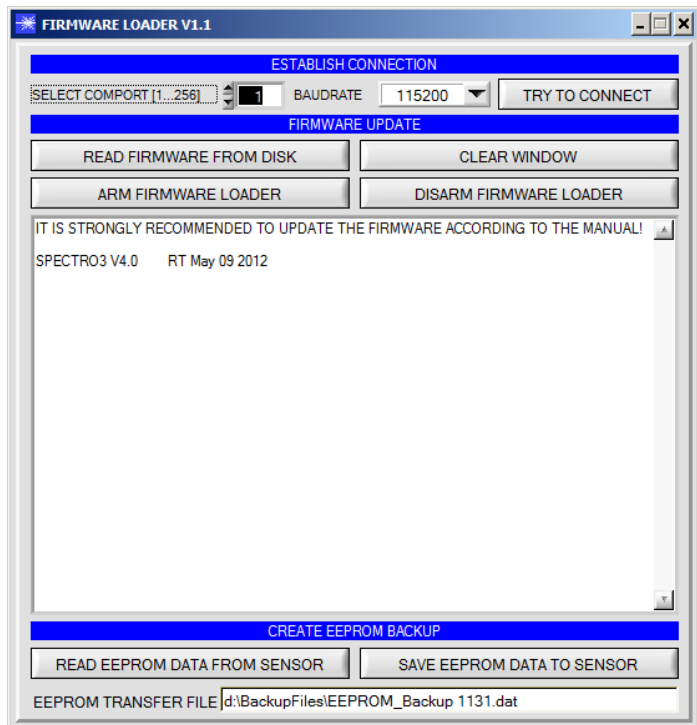 FIRMWARE LOADER V1.1
ESTABLISH CONNECTION
SELECT COMPORT [1...256] 1 BAUDRATE 115200 TRY TO CONNECT
FIRMWARE UPDATE
READ FIRMWARE FROM DISK CLEAR WINDOW
ARM FIRMWARE LOADER DISARM FIRMWARE LOADER
IT IS STRONGLY RECOMMENDED TO UPDATE THE FIRMWARE ACCORDING TO THE MANUAL!
SPECTRO3 V4.0 RT May 09 2012
CREATE EEPROM BACKUP
READ EEPROM DATA FROM SENSOR SAVE EEPROM DATA TO SENSOR
EEPROM TRANSFER FILE d:\BackupFiles\EEPROM_Backup 1131.dat